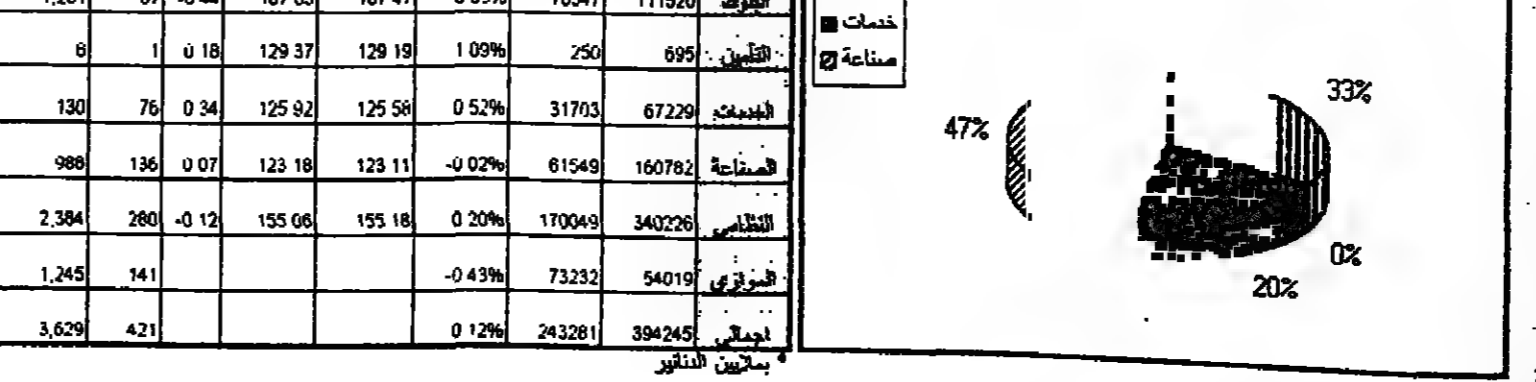 البنوك 111520 70547
التأمين 695 250 1 09% 129 19 129 37 0 18 1 6
الخدمات 67229 31703 0 52% 125 58 125 92 0 34 76 130
الصناعة 160782 61549 -0 02% 123 11 123 18 0 07 136 988
النظامي 340226 170049 0 20% 155 18 155 06 -0 12 280 2,384
الموازي 54019 73232 -0 43% 141 1,245
اجمالي 394245 243281 0 12% 421 3,629
* بملايين الدنانير
خدمات
صناعة
33%
47%
0%
20%